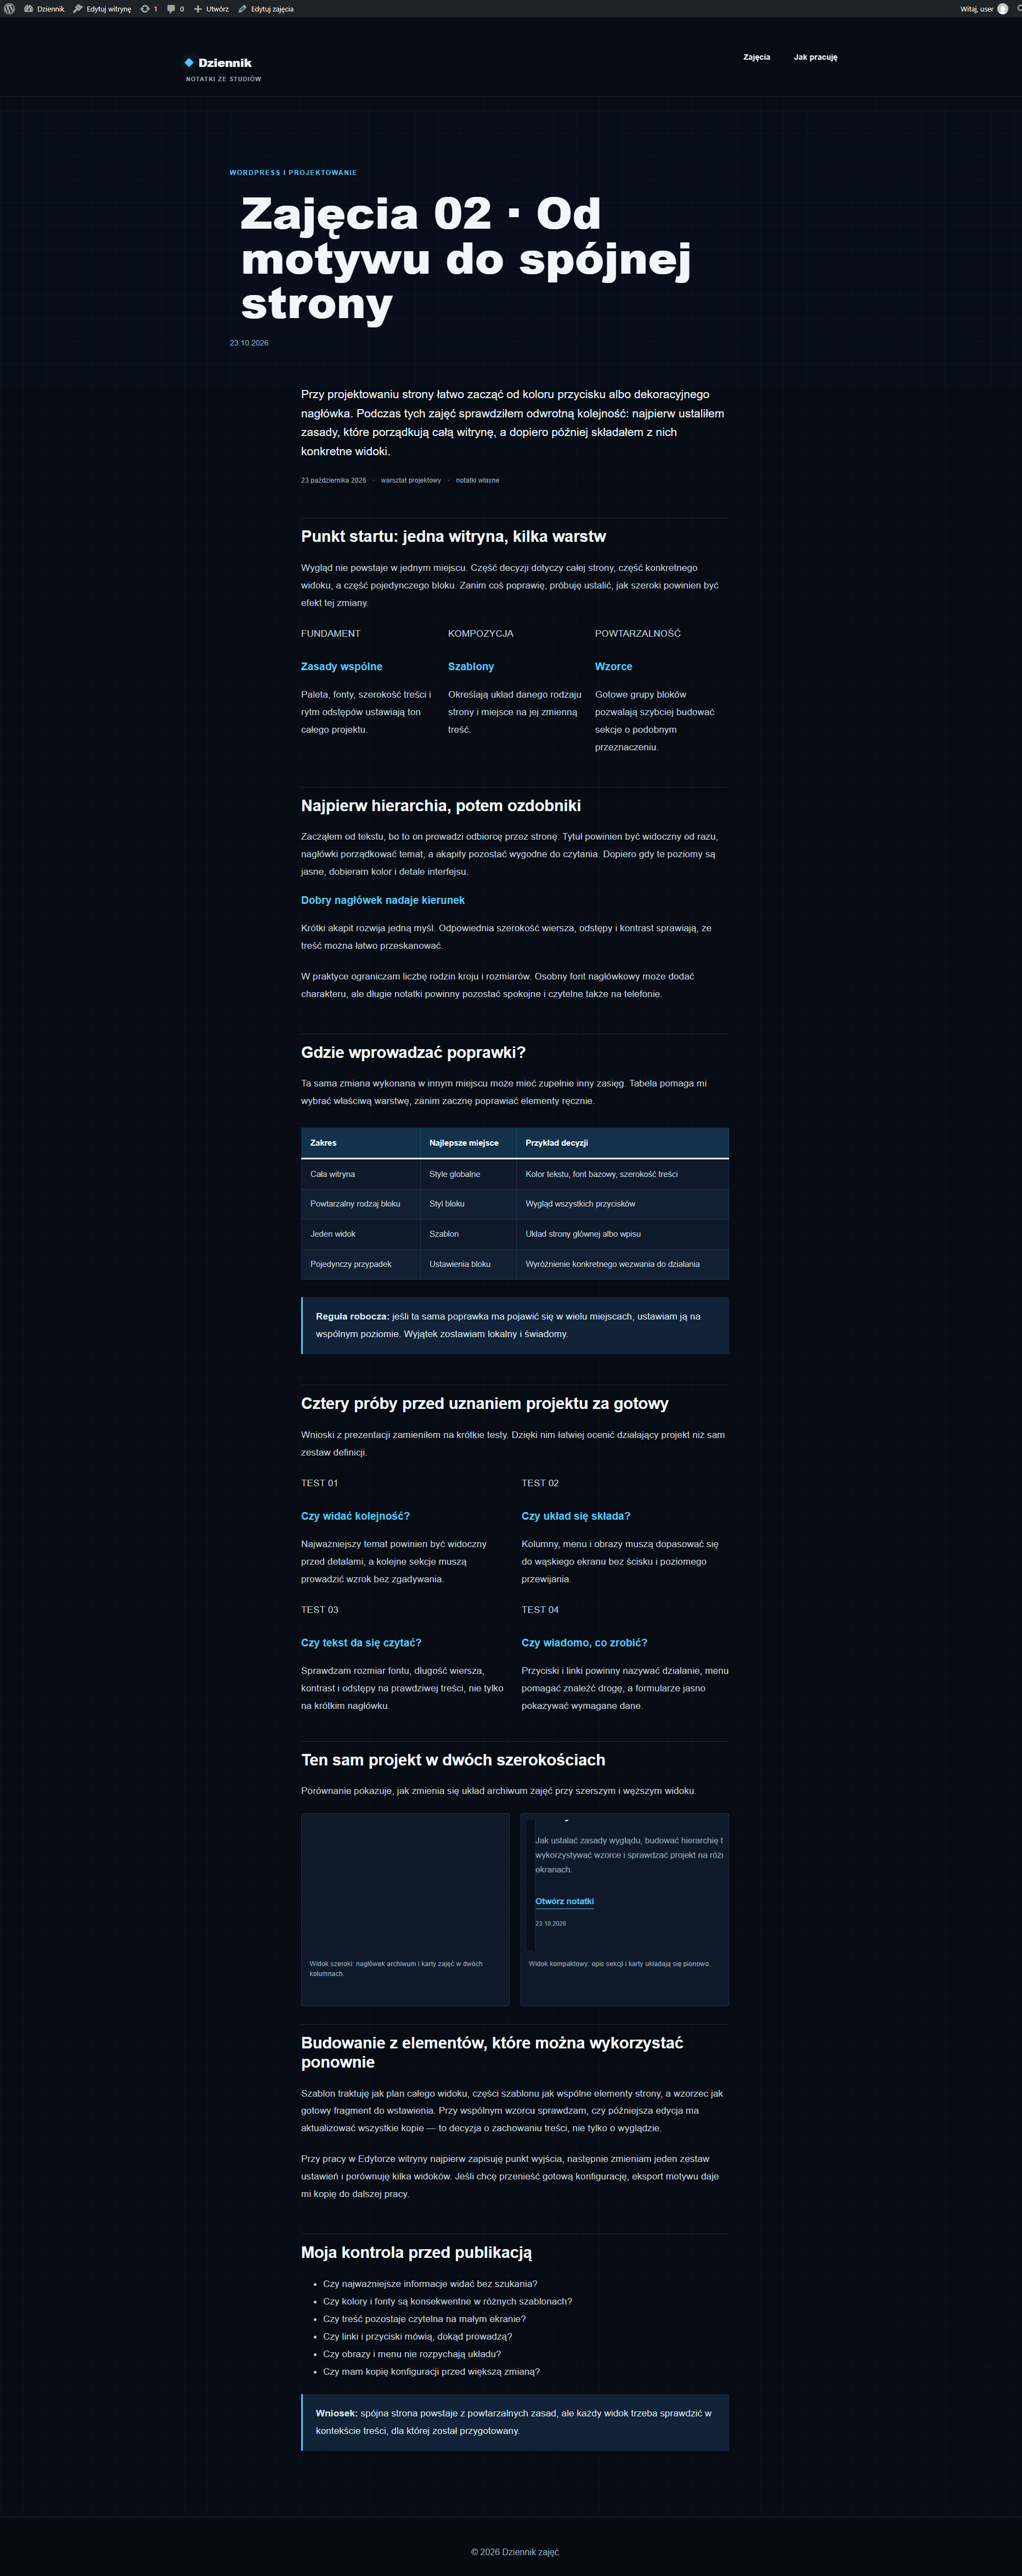 Dziennik
Edytuj witrynę
1
0
Utwórz
Edytuj zajęcia
Witaj, user
Dziennik
NOTATKI ZE STUDIÓW
Zajęcia
Jak pracuję
WORDPRESS I PROJEKTOWANIE
Zajęcia 02 · Od
motywu do spójnej
strony
23.10.2026
Przy projektowaniu strony łatwo zacząć od koloru przycisku albo dekoracyjnego
nagłówka. Podczas tych zajęć sprawdziłem odwrotną kolejność: najpierw ustaliłem
zasady, które porządkują całą witrynę, a dopiero później składałem z nich
konkretne widoki.
23 października 2026 · warsztat projektowy · notatki własne
Punkt startu: jedna witryna, kilka warstw
Wygląd nie powstaje w jednym miejscu. Część decyzji dotyczy całej strony, część konkretnego
widoku, a część pojedynczego bloku. Zanim coś poprawię, próbuję ustalić, jak szeroki powinien być
efekt tej zmiany.
FUNDAMENT
Zasady wspólne
Paleta, fonty, szerokość treści i
rytm odstępów ustawiają ton
całego projektu.
KOMPOZYCJA
Szablony
Określają układ danego rodzaju
strony i miejsce na jej zmienną
treść.
POWTARZALNOŚĆ
Wzorce
Gotowe grupy bloków
pozwalają szybciej budować
sekcje o podobnym
przeznaczeniu.
Najpierw hierarchia, potem ozdobniki
Zacząłem od tekstu, bo to on prowadzi odbiorcę przez stronę. Tytuł powinien być widoczny od razu,
nagłówki porządkować temat, a akapity pozostać wygodne do czytania. Dopiero gdy te poziomy są
jasne, dobieram kolor i detale interfejsu.
Dobry nagłówek nadaje kierunek
Krótki akapit rozwija jedną myśl. Odpowiednia szerokość wiersza, odstępy i kontrast sprawiają, że
treść można łatwo przeskanować.
W praktyce ograniczam liczbę rodzin kroju i rozmiarów. Osobny font nagłówkowy może dodać
charakteru, ale długie notatki powinny pozostać spokojne i czytelne także na telefonie.
Gdzie wprowadzać poprawki?
Ta sama zmiana wykonana w innym miejscu może mieć zupełnie inny zasięg. Tabela pomaga mi
wybrać właściwą warstwę, zanim zacznę poprawiać elementy ręcznie.
Zakres Najlepsze miejsce Przykład decyzji
Cała witryna Style globalne Kolor tekstu, font bazowy, szerokość treści
Powtarzalny rodzaj bloku Styl bloku Wygląd wszystkich przycisków
Jeden widok Szablon Układ strony głównej albo wpisu
Pojedynczy przypadek Ustawienia bloku Wyróżnienie konkretnego wezwania do działania
Reguła robocza: jeśli ta sama poprawka ma pojawić się w wielu miejscach, ustawiam ją na
wspólnym poziomie. Wyjątek zostawiam lokalny i świadomy.
Cztery próby przed uznaniem projektu za gotowy
Wnioski z prezentacji zamieniłem na krótkie testy. Dzięki nim łatwiej ocenić działający projekt niż sam
zestaw definicji.
TEST 01
Czy widać kolejność?
Najważniejszy temat powinien być widoczny
przed detalami, a kolejne sekcje muszą
prowadzić wzrok bez zgadywania.
TEST 02
Czy układ się składa?
Kolumny, menu i obrazy muszą dopasować się
do wąskiego ekranu bez ścisku i poziomego
przewijania.
TEST 03
Czy tekst da się czytać?
Sprawdzam rozmiar fontu, długość wiersza,
kontrast i odstępy na prawdziwej treści, nie tylko
na krótkim nagłówku.
TEST 04
Czy wiadomo, co zrobić?
Przyciski i linki powinny nazywać działanie, menu
pomagać znaleźć drogę, a formularze jasno
pokazywać wymagane dane.
Ten sam projekt w dwóch szerokościach
Porównanie pokazuje, jak zmienia się układ archiwum zajęć przy szerszym i węższym widoku.
Widok szeroki: nagłówek archiwum i karty zajęć w dwóch
kolumnach.
Jak ustalać zasady wyglądu, budować hierarchię t
wykorzystywać wzorce i sprawdzać projekt na różi
ekranach.
Otwórz notatki
23.10.2026
Widok kompaktowy: opis sekcji i karty układają się pionowo.
Budowanie z elementów, które można wykorzystać
ponownie
Szablon traktuję jak plan całego widoku, części szablonu jak wspólne elementy strony, a wzorzec jak
gotowy fragment do wstawienia. Przy wspólnym wzorcu sprawdzam, czy późniejsza edycja ma
aktualizować wszystkie kopie — to decyzja o zachowaniu treści, nie tylko o wyglądzie.
Przy pracy w Edytorze witryny najpierw zapisuję punkt wyjścia, następnie zmieniam jeden zestaw
ustawień i porównuję kilka widoków. Jeśli chcę przenieść gotową konfigurację, eksport motywu daje
mi kopię do dalszej pracy.
Moja kontrola przed publikacją
• Czy najważniejsze informacje widać bez szukania?
• Czy kolory i fonty są konsekwentne w różnych szablonach?
• Czy treść pozostaje czytelna na małym ekranie?
• Czy linki i przyciski mówią, dokąd prowadzą?
• Czy obrazy i menu nie rozpychają układu?
• Czy mam kopię konfiguracji przed większą zmianą?
Wniosek: spójna strona powstaje z powtarzalnych zasad, ale każdy widok trzeba sprawdzić w
kontekście treści, dla której został przygotowany.
© 2026 Dziennik zajęć